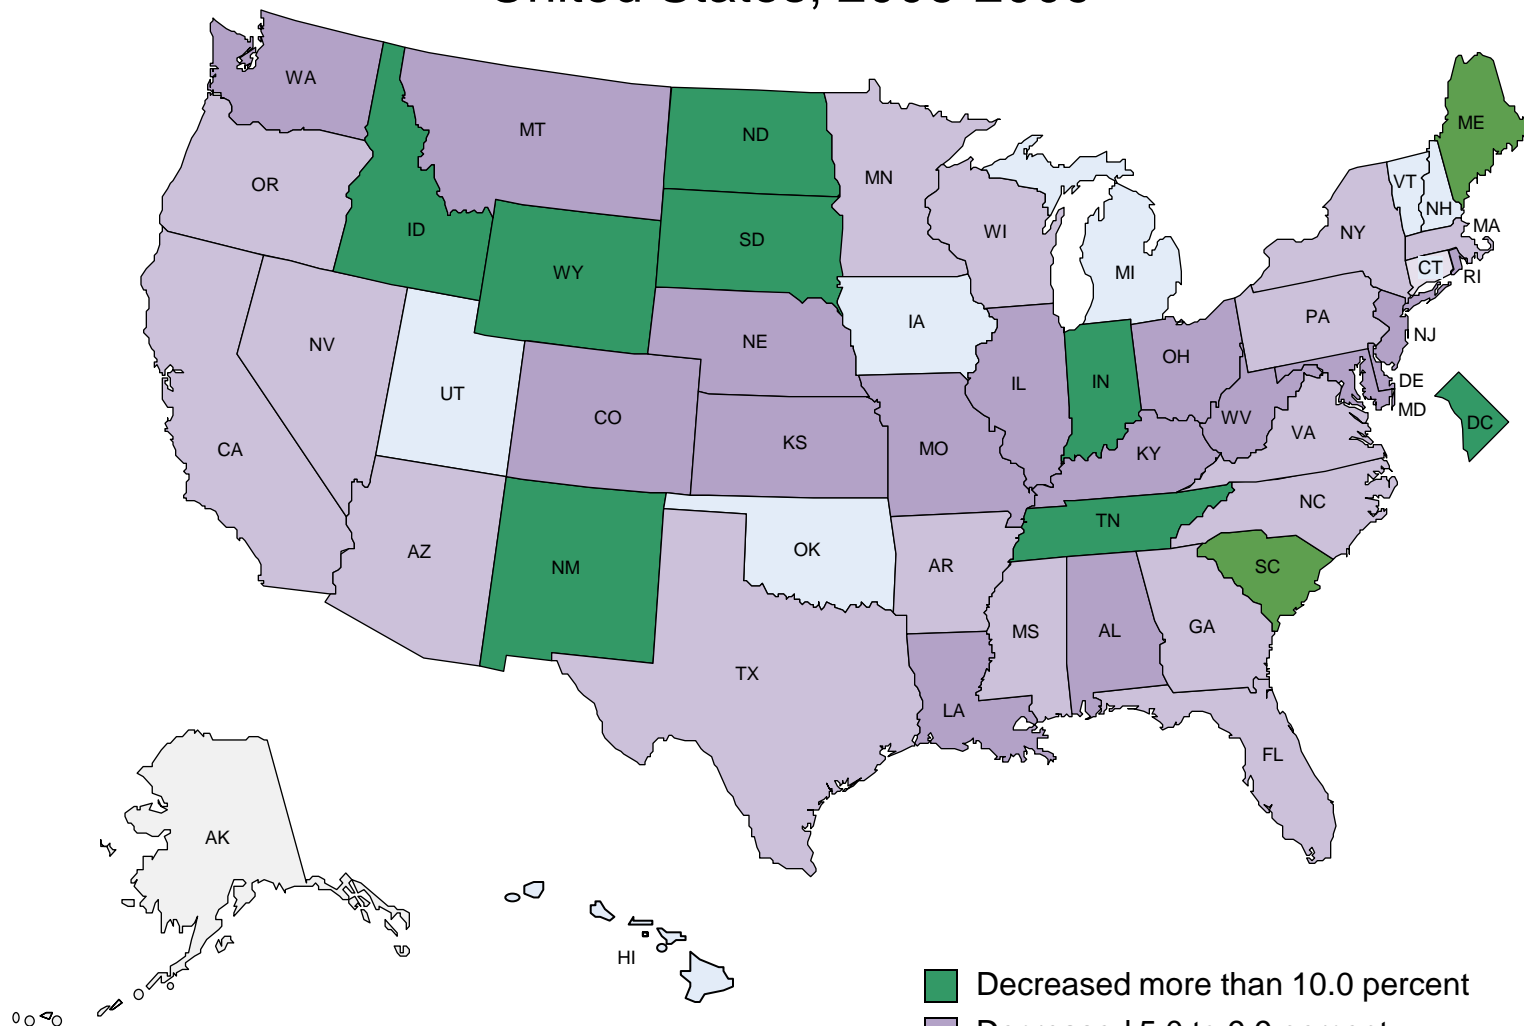 WA
MT
ND
ME
MN
OR
VT
NH
ID
SD
WI
NY
MA
WY
MI
CT
RI
IA
PA
NV
NE
NJ
OH
UT
IL
IN
DE
MD
CO
WV
DC
CA
KS
MO
KY
VA
NC
TN
AZ
OK
NM
AR
SC
MS
AL
GA
TX
LA
FL
AK
HI
Decreased more than 10.0 percent